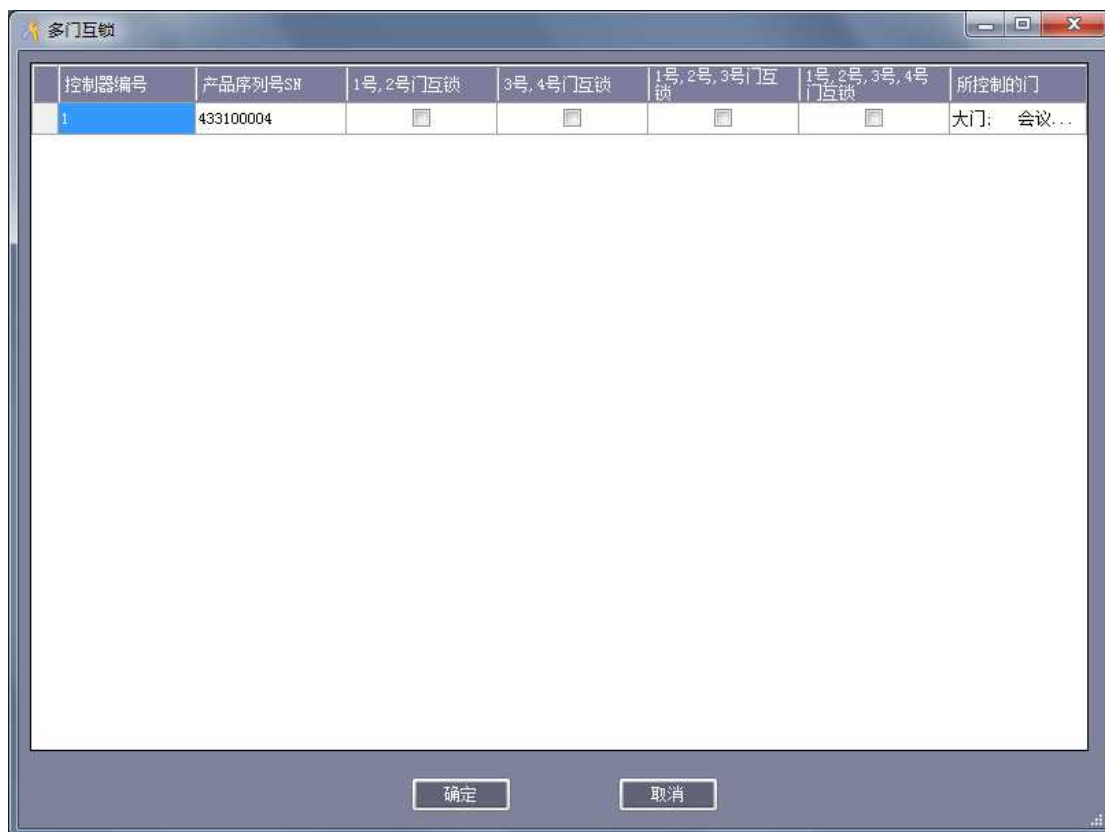 多门互锁
控制器编号 产品序列号SN 1号,2号门互锁 3号,4号门互锁 1号,2号,3号门互锁 1号,2号,3号,4号门互锁 所控制的门
1 433100004 大门; 会议...
确定 取消